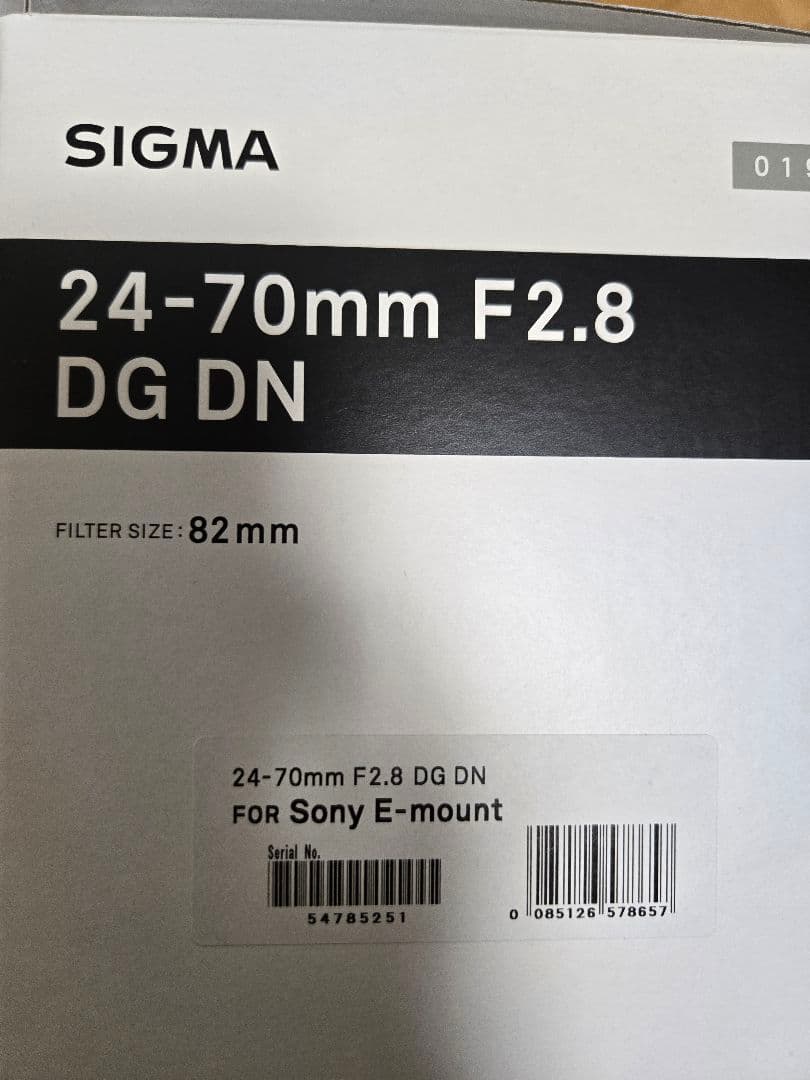 SIGMA
019
24-70mm F2.8
DG DN
FILTER SIZE: 82mm
24-70mm F2.8 DG DN
FOR Sony E-mount
Serial No.
54785251
0 085126 578657